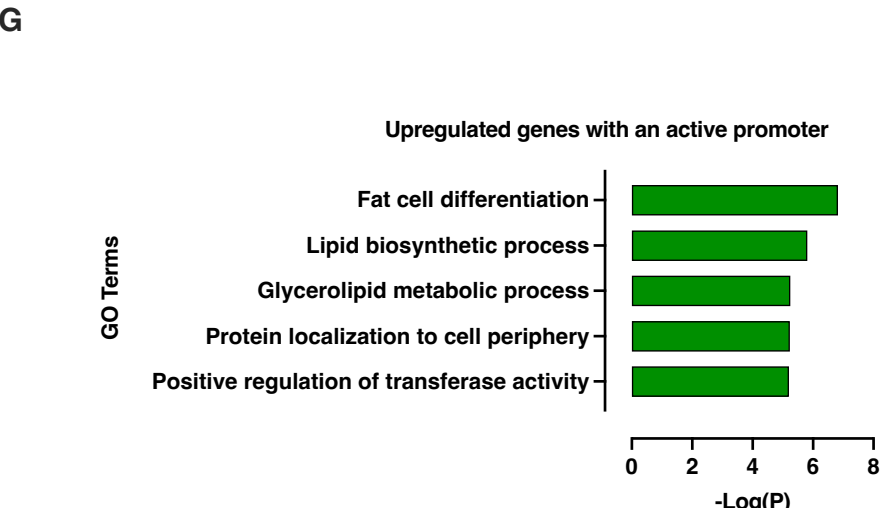 G
Upregulated genes with an active promoter
GO Terms
Fat cell differentiation
Lipid biosynthetic process
Glycerolipid metabolic process
Protein localization to cell periphery
Positive regulation of transferase activity
0 2 4 6 8
-Log(P)